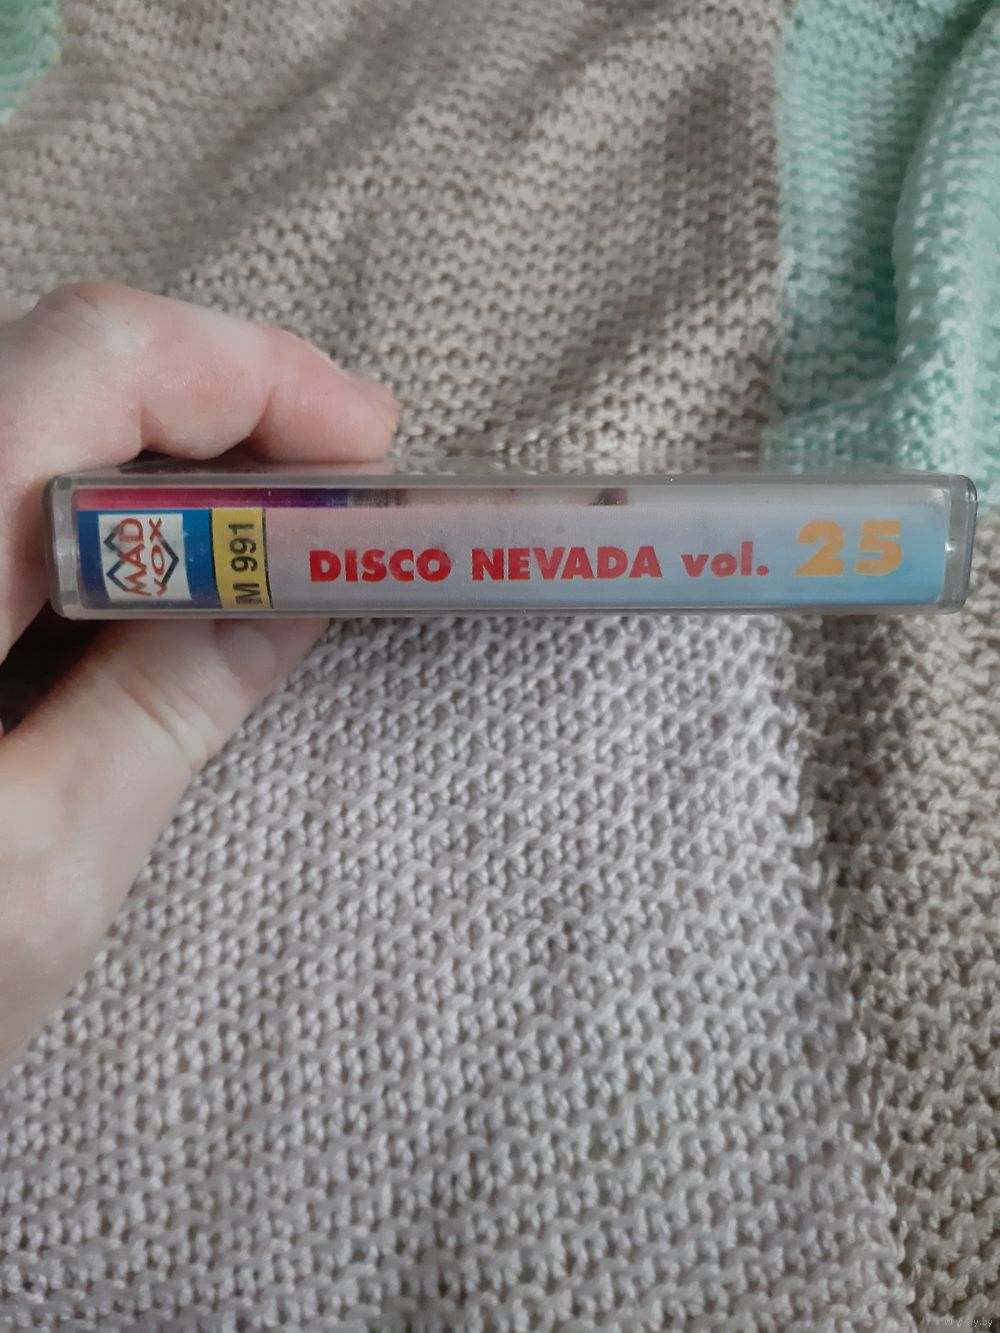 MAD
VOX
M 991
DISCO NEVADA vol. 25